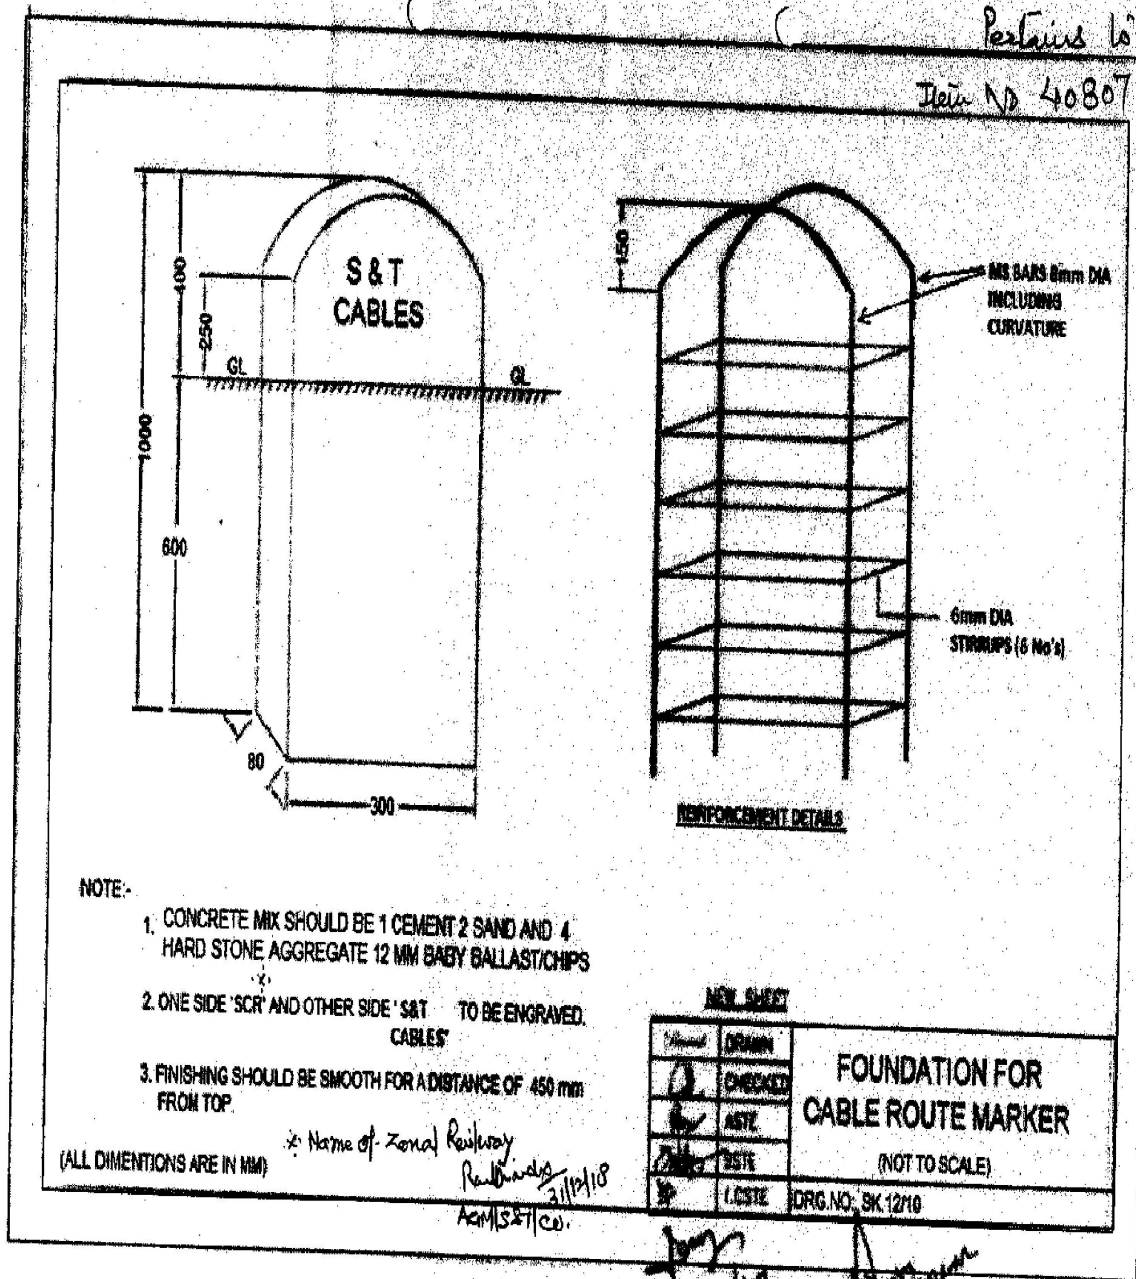 Pertains to
Item No 40807
S & T
CABLES
1000
400
250
GL
GL
600
80
300
150
MS BARS 8mm DIA
INCLUDING
CURVATURE
6mm DIA
STIRRUPS (6 No's)
REINFORCEMENT DETAILS
NOTE:-
1. CONCRETE MIX SHOULD BE 1 CEMENT 2 SAND AND 4
HARD STONE AGGREGATE 12 MM BABY BALLAST/CHIPS
*
2. ONE SIDE 'SCR' AND OTHER SIDE 'S&T TO BE ENGRAVED.
CABLES'
3. FINISHING SHOULD BE SMOOTH FOR A DISTANCE OF 450 mm
FROM TOP.
* Name of Zonal Railway
(ALL DIMENTIONS ARE IN MM)
31/12/18
AGM/S&T/CO.
NEW SHEET
DRAWN
CHECKED
ASTE
DSTE
FOUNDATION FOR
CABLE ROUTE MARKER
(NOT TO SCALE)
DRG.NO: SK.12/10